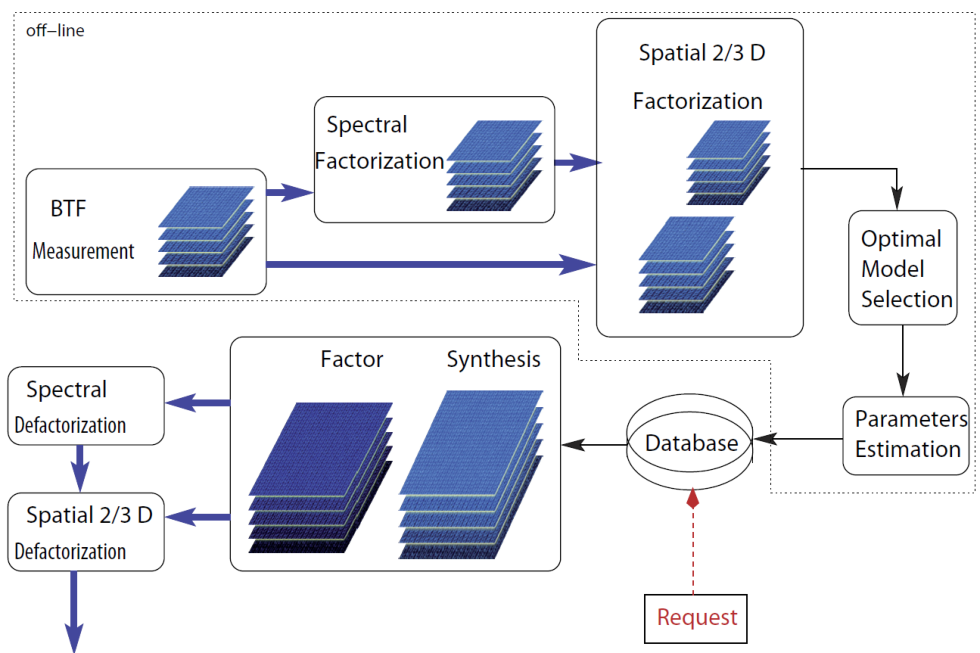 off–line
BTF
Measurement
Spectral
Factorization
Spatial 2/3 D
Factorization
Optimal
Model
Selection
Parameters
Estimation
Database
Request
Factor Synthesis
Spectral
Defactorization
Spatial 2/3 D
Defactorization